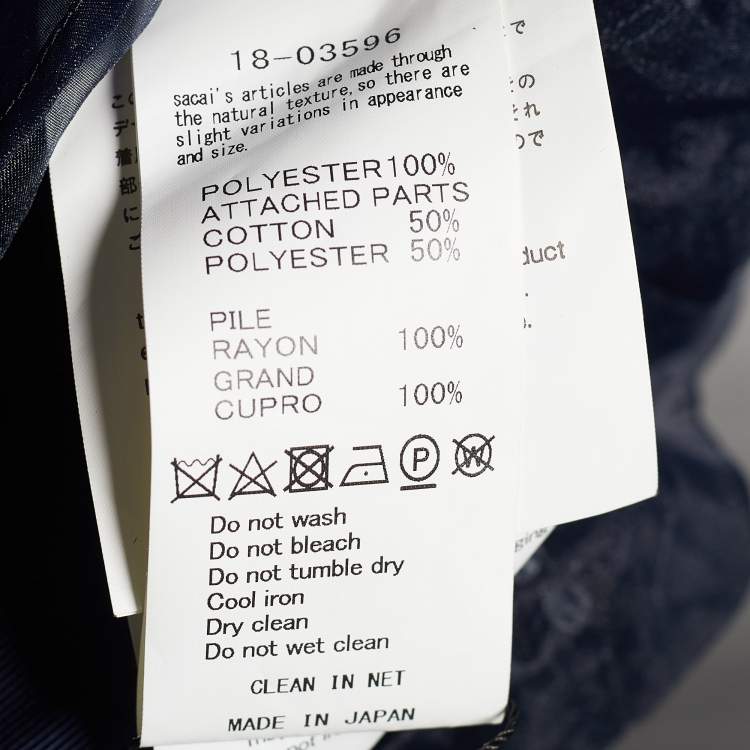 18-03596
sacai's articles are made through
the natural texture, so there are
slight variations in appearance
and size.
POLYESTER 100%
ATTACHED PARTS
COTTON 50%
POLYESTER 50%
PILE
RAYON 100%
GRAND
CUPRO 100%
P
W
Do not wash
Do not bleach
Do not tumble dry
Cool iron
Dry clean
Do not wet clean
CLEAN IN NET
MADE IN JAPAN